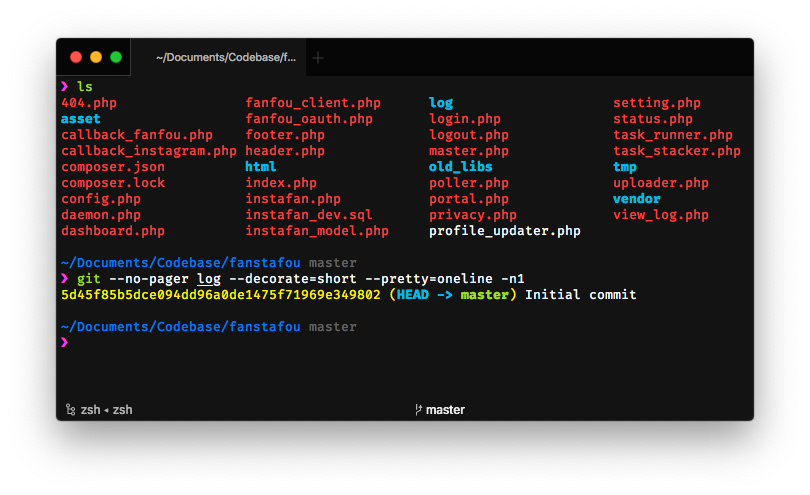 ~/Documents/Codebase/f...
❯ ls
404.php fanfou_client.php log setting.php
asset fanfou_oauth.php login.php status.php
callback_fanfou.php footer.php logout.php task_runner.php
callback_instagram.php header.php master.php task_stacker.php
composer.json html old_libs tmp
composer.lock index.php poller.php uploader.php
config.php instafan.php portal.php vendor
daemon.php instafan_dev.sql privacy.php view_log.php
dashboard.php instafan_model.php profile_updater.php
~/Documents/Codebase/fanstafou master
❯ git --no-pager log --decorate=short --pretty=oneline -n1
5d45f85b5dce094dd96a0de1475f71969e349802 (HEAD -> master) Initial commit
~/Documents/Codebase/fanstafou master
❯
zsh ◂ zsh master